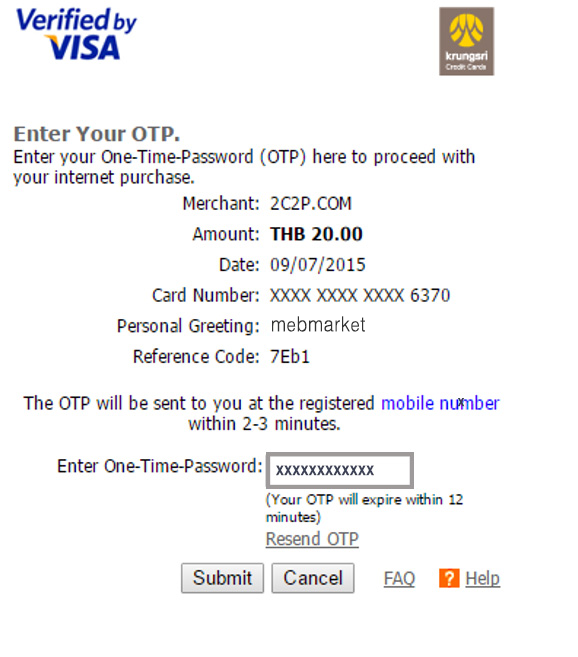 Verified by
VISA
krungsri
Credit Cards
Enter Your OTP.
Enter your One-Time-Password (OTP) here to proceed with
your internet purchase.
Merchant: 2C2P.COM
Amount: THB 20.00
Date: 09/07/2015
Card Number: XXXX XXXX XXXX 6370
Personal Greeting: mebmarket
Reference Code: 7Eb1
The OTP will be sent to you at the registered mobile number
within 2-3 minutes.
Enter One-Time-Password: xxxxxxxxxxxx
(Your OTP will expire within 12
minutes)
Resend OTP
Submit Cancel FAQ ? Help